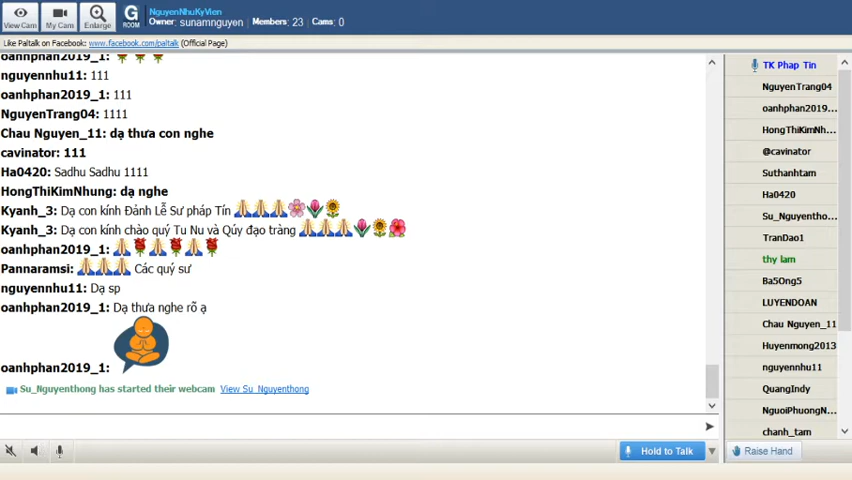 View Cam
My Cam
Enlarge
G
ROOM
NguyenNhuKyVien
Owner: sunamnguyen Members: 23 Cams: 0
Like Paltalk on Facebook: www.facebook.com/paltalk (Official Page)
oanhphan2019_1:
nguyennhu11: 111
oanhphan2019_1: 111
NguyenTrang04: 1111
Chau Nguyen_11: dạ thưa con nghe
cavinator: 111
Ha0420: Sadhu Sadhu 1111
HongThiKimNhung: dạ nghe
Kyanh_3: Dạ con kính Đảnh Lễ Sư pháp Tín
Kyanh_3: Dạ con kính chào quý Tu Nu và Qúy đạo tràng
oanhphan2019_1:
Pannaramsi: Các quý sư
nguyennhu11: Dạ sp
oanhphan2019_1: Dạ thưa nghe rõ ạ
oanhphan2019_1:
Su_Nguyenthong has started their webcam View Su_Nguyenthong
Hold to Talk
TK Phap Tin
NguyenTrang04
oanhphan2019...
HongThiKimNh...
@cavinator
Suthanhtam
Ha0420
Su_Nguyentho...
TranDao1
thy lam
Ba5Ong5
LUYENDOAN
Chau Nguyen_11
Huyenmong2013
nguyennhu11
QuangIndy
NguoiPhuongN...
chanh_tam
Raise Hand